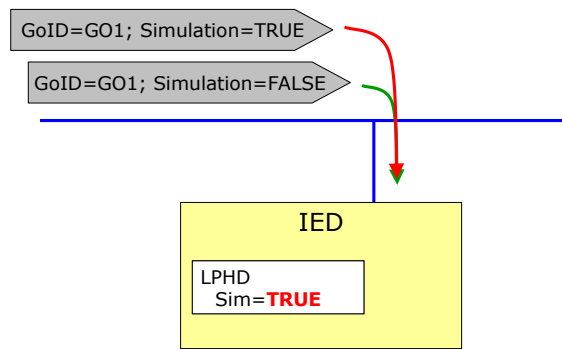 GoID=GO1; Simulation=TRUE
GoID=GO1; Simulation=FALSE
IED
LPHD
Sim=TRUE